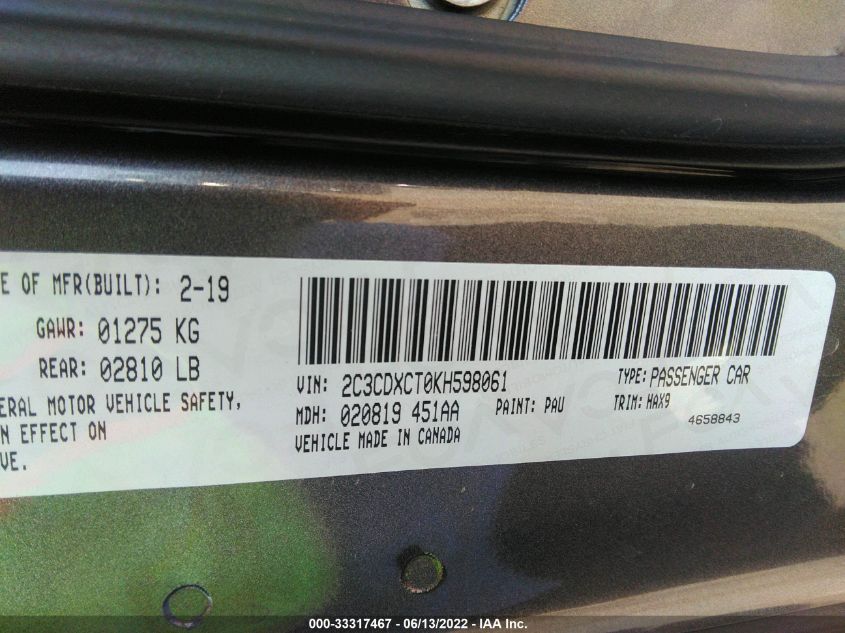 E OF MFR(BUILT): 2-19
GAWR: 01275 KG
REAR: 02810 LB
ERAL MOTOR VEHICLE SAFETY,
N EFFECT ON
VE.
VIN: 2C3CDXCT0KH598061
TYPE: PASSENGER CAR
MDH: 020819 451AA
PAINT: PAU
TRIM: HAX9
VEHICLE MADE IN CANADA
4658843
000-33317467 - 06/13/2022 - IAA Inc.